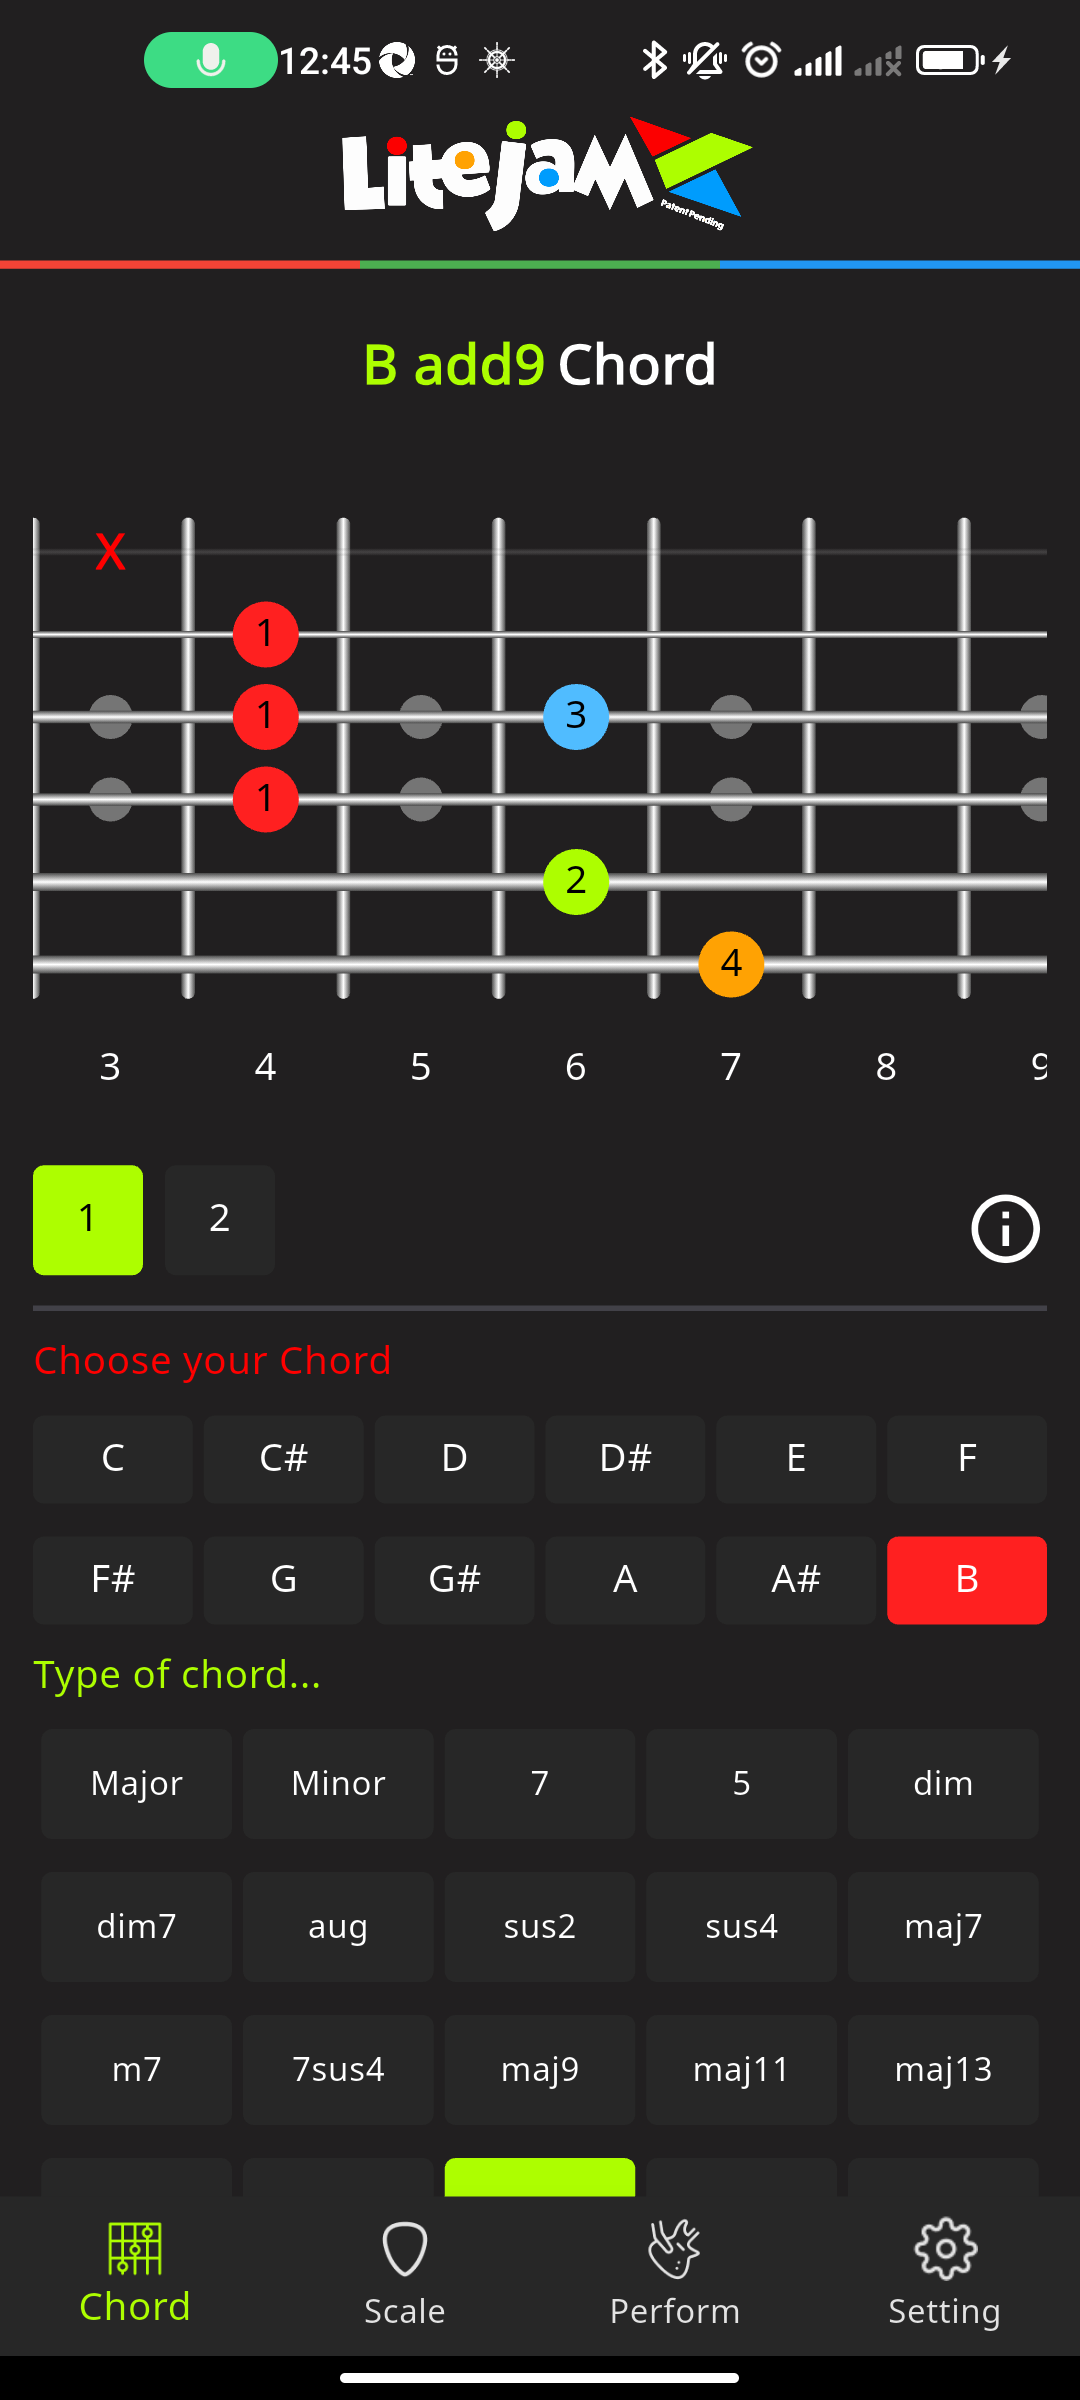 12:45
LitejaM
Patent Pending
B add9 Chord
X
1
1 3
1
2
4
3 4 5 6 7 8 9
1 2
Choose your Chord
C C# D D# E F
F# G G# A A# B
Type of chord...
Major Minor 7 5 dim
dim7 aug sus2 sus4 maj7
m7 7sus4 maj9 maj11 maj13
Chord Scale Perform Setting